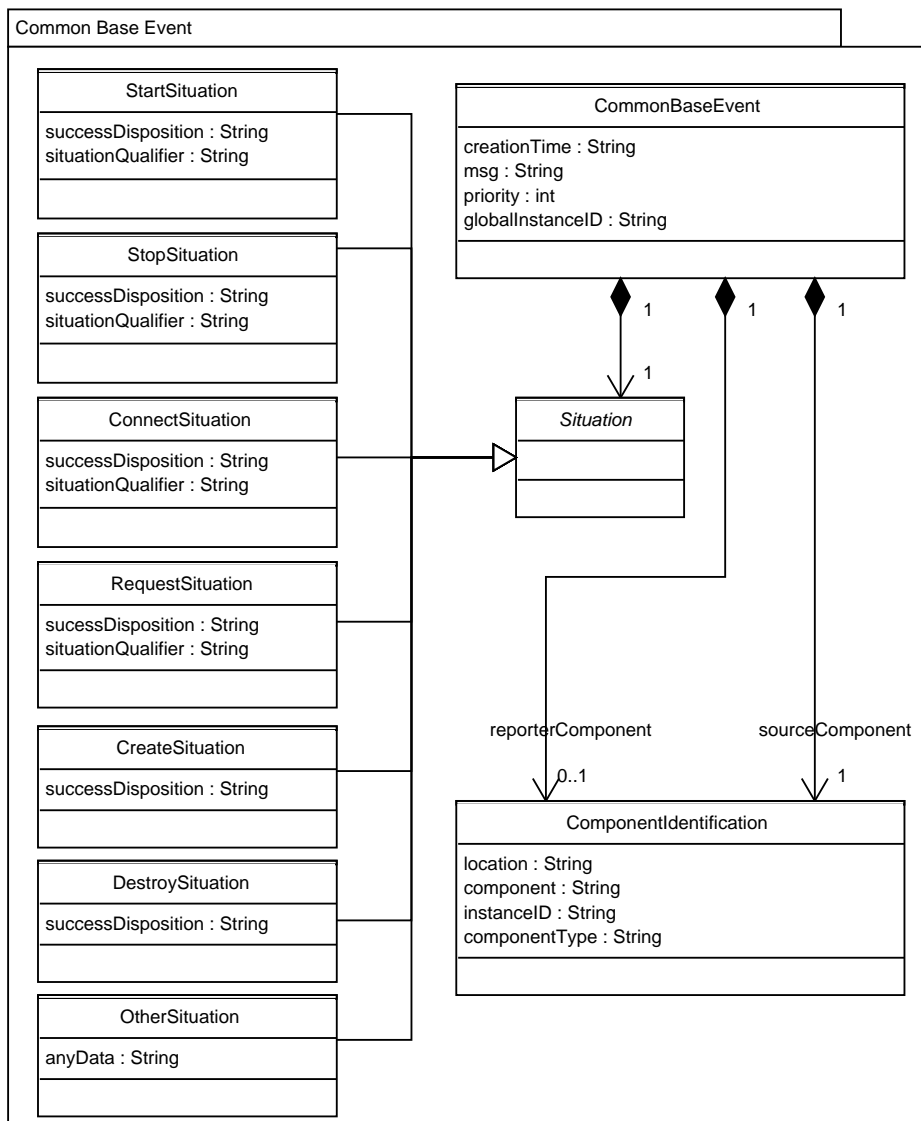 Common Base Event
StartSituation
successDisposition : String
situationQualifier : String
StopSituation
successDisposition : String
situationQualifier : String
ConnectSituation
successDisposition : String
situationQualifier : String
RequestSituation
sucessDisposition : String
situationQualifier : String
CreateSituation
successDisposition : String
DestroySituation
successDisposition : String
OtherSituation
anyData : String
CommonBaseEvent
creationTime : String
msg : String
priority : int
globalInstanceID : String
1 1 1
1
Situation
reporterComponent sourceComponent
0..1 1
ComponentIdentification
location : String
component : String
instanceID : String
componentType : String